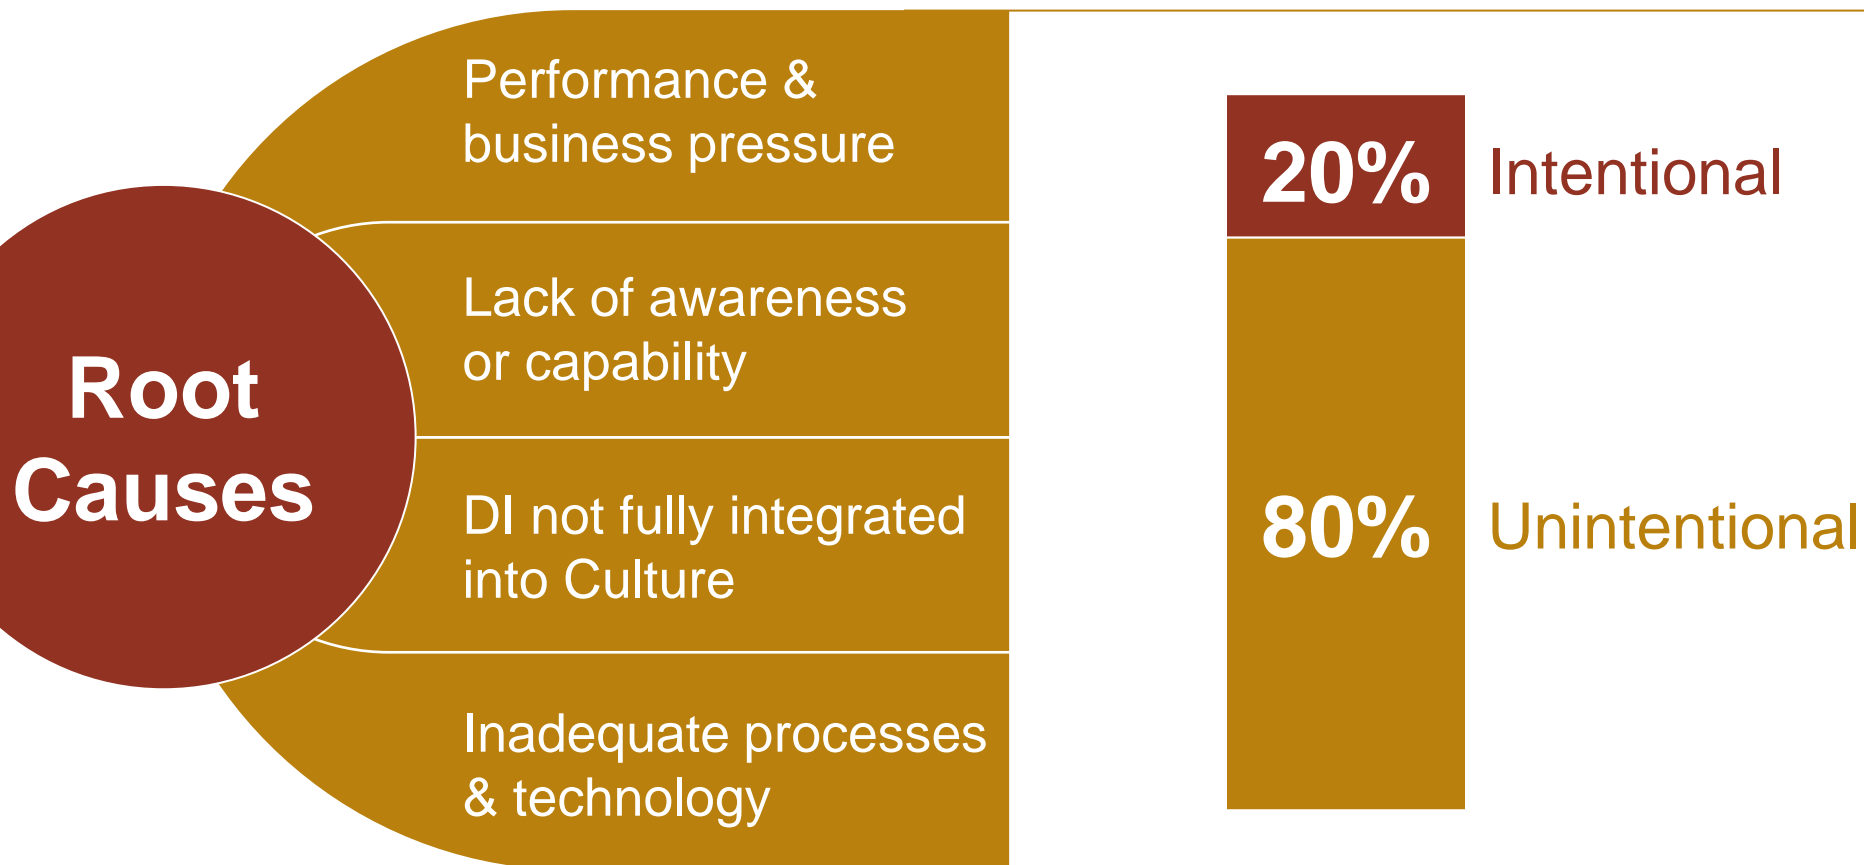 Root
Causes
Performance &
business pressure
Lack of awareness
or capability
DI not fully integrated
into Culture
Inadequate processes
& technology
20%
Intentional
80%
Unintentional